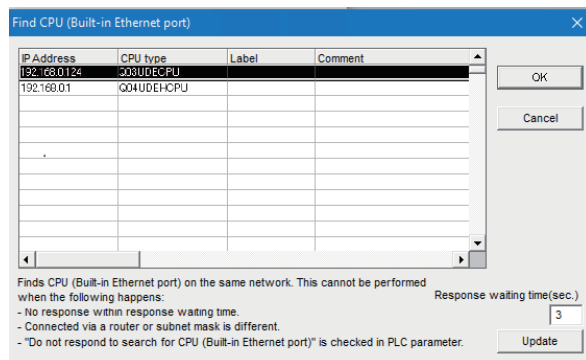 Find CPU (Built-in Ethernet port)
IP Address CPU type Label Comment
192.168.0.124 Q03UDECPU
192.168.0.1 Q04UDEHCPU
OK
Cancel
Finds CPU (Built-in Ethernet port) on the same network. This cannot be performed
when the following happens:
- No response within response waiting time.
- Connected via a router or subnet mask is different.
- "Do not respond to search for CPU (Built-in Ethernet port)" is checked in PLC parameter.
Response waiting time(sec.)
3
Update